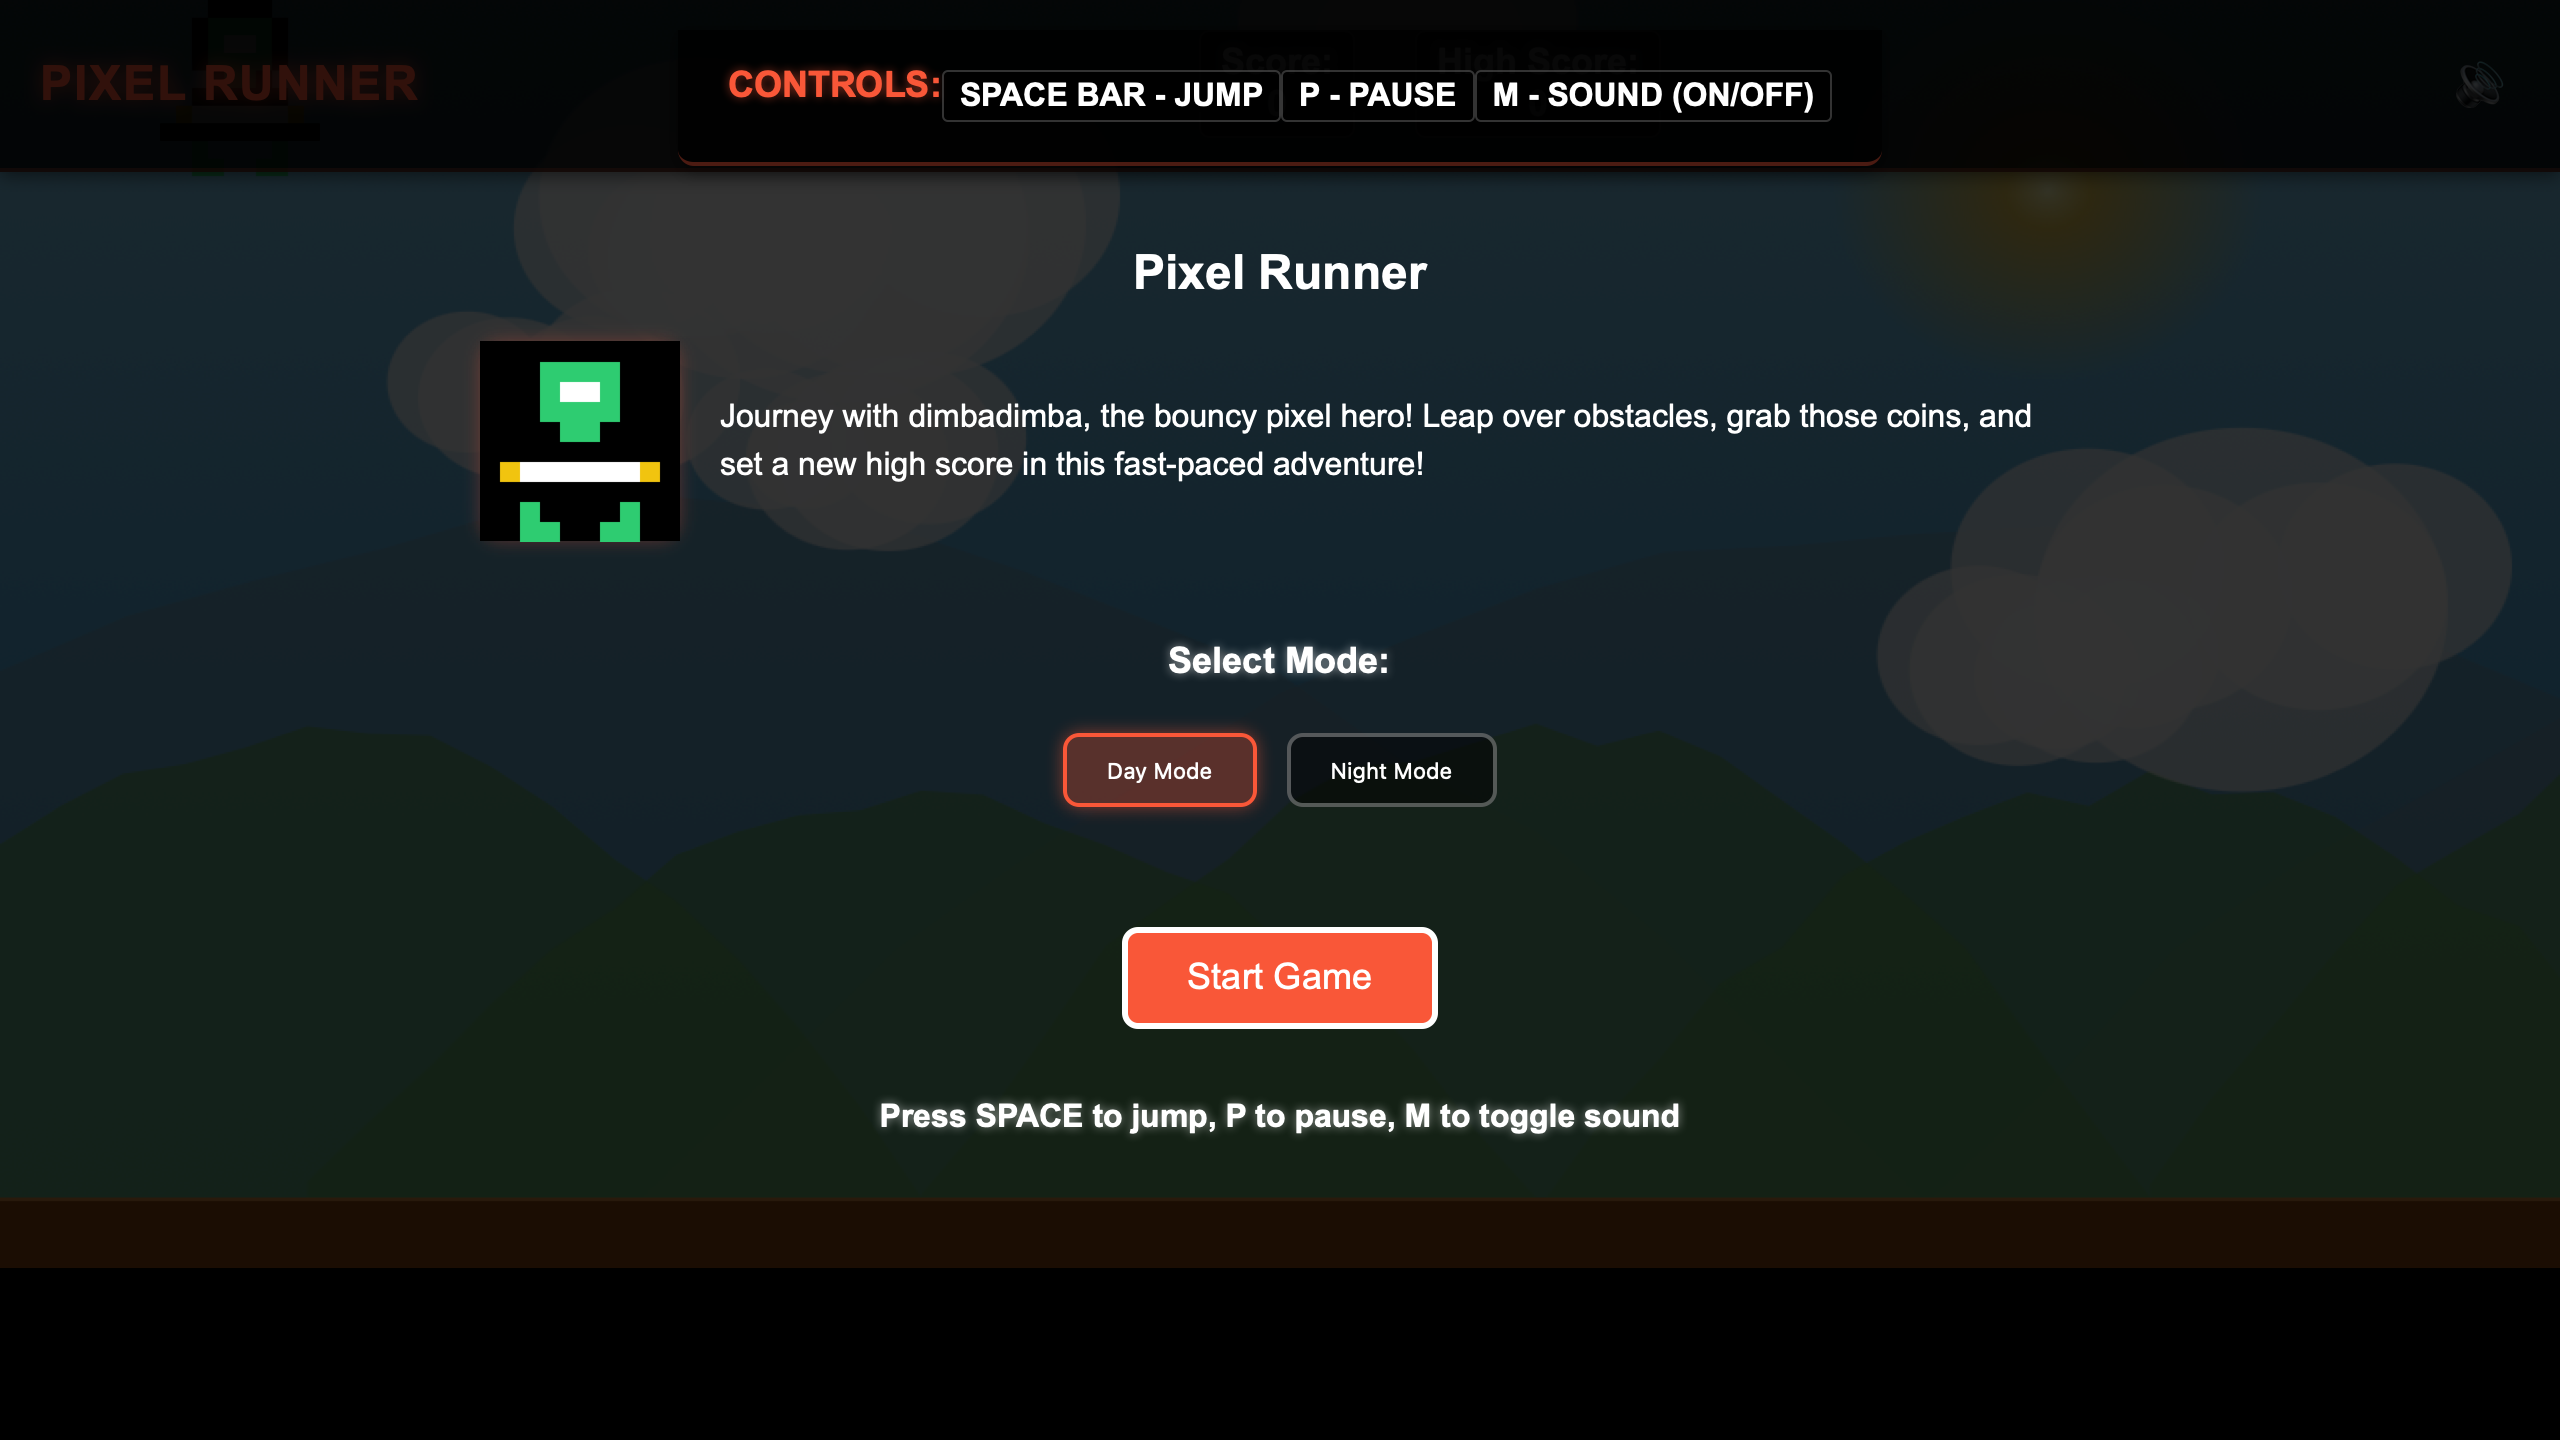 PIXEL RUNNER
Score:
High Score:
CONTROLS:
SPACE BAR - JUMP
P - PAUSE
M - SOUND (ON/OFF)
Pixel Runner
Journey with dimbadimba, the bouncy pixel hero! Leap over obstacles, grab those coins, and
set a new high score in this fast-paced adventure!
Select Mode:
Day Mode
Night Mode
Start Game
Press SPACE to jump, P to pause, M to toggle sound